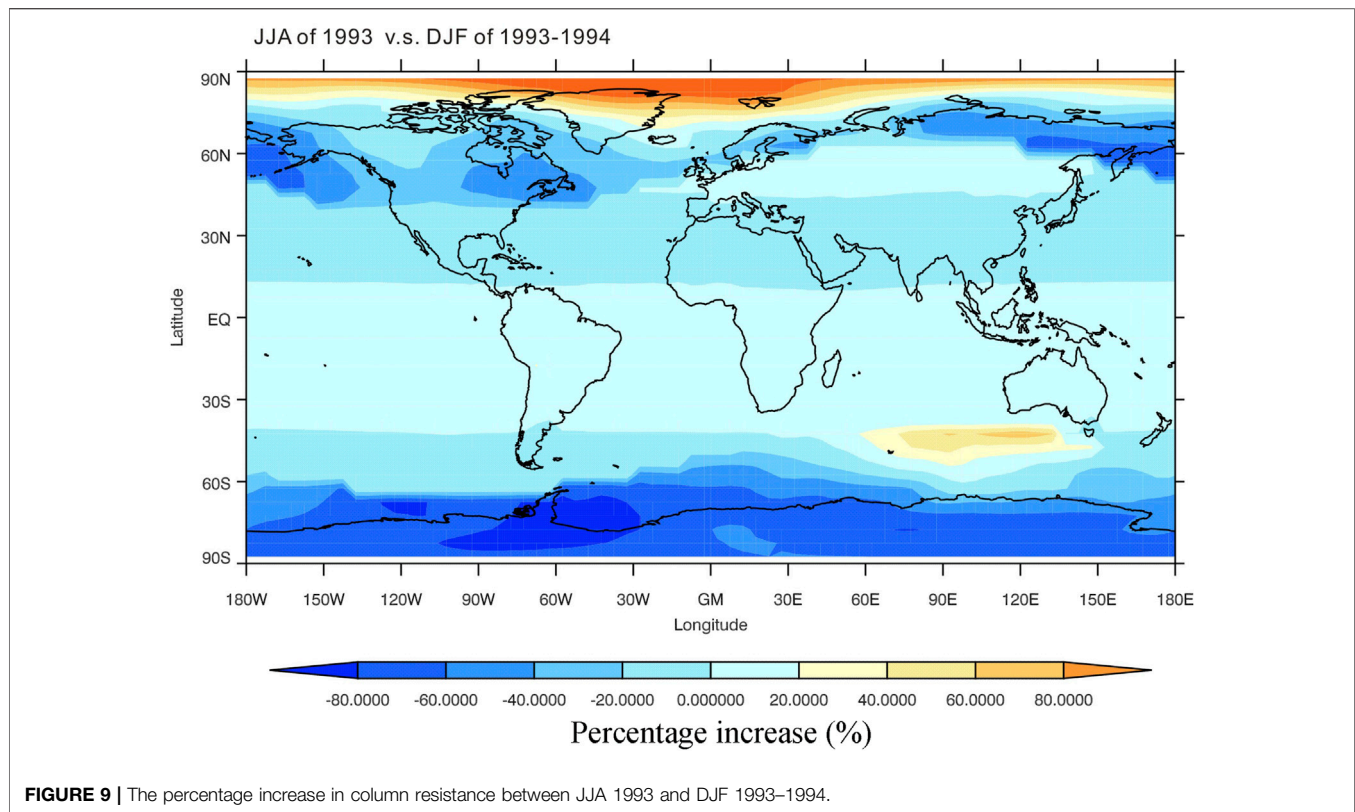 JJA of 1993 v.s. DJF of 1993-1994
90N
60N
30N
EQ
30S
60S
90S
Latitude
180W 150W 120W 90W 60W 30W GM 30E 60E 90E 120E 150E 180E
Longitude
-80.0000 -60.0000 -40.0000 -20.0000 0.000000 20.0000 40.0000 60.0000 80.0000
Percentage increase (%)
FIGURE 9 | The percentage increase in column resistance between JJA 1993 and DJF 1993–1994.